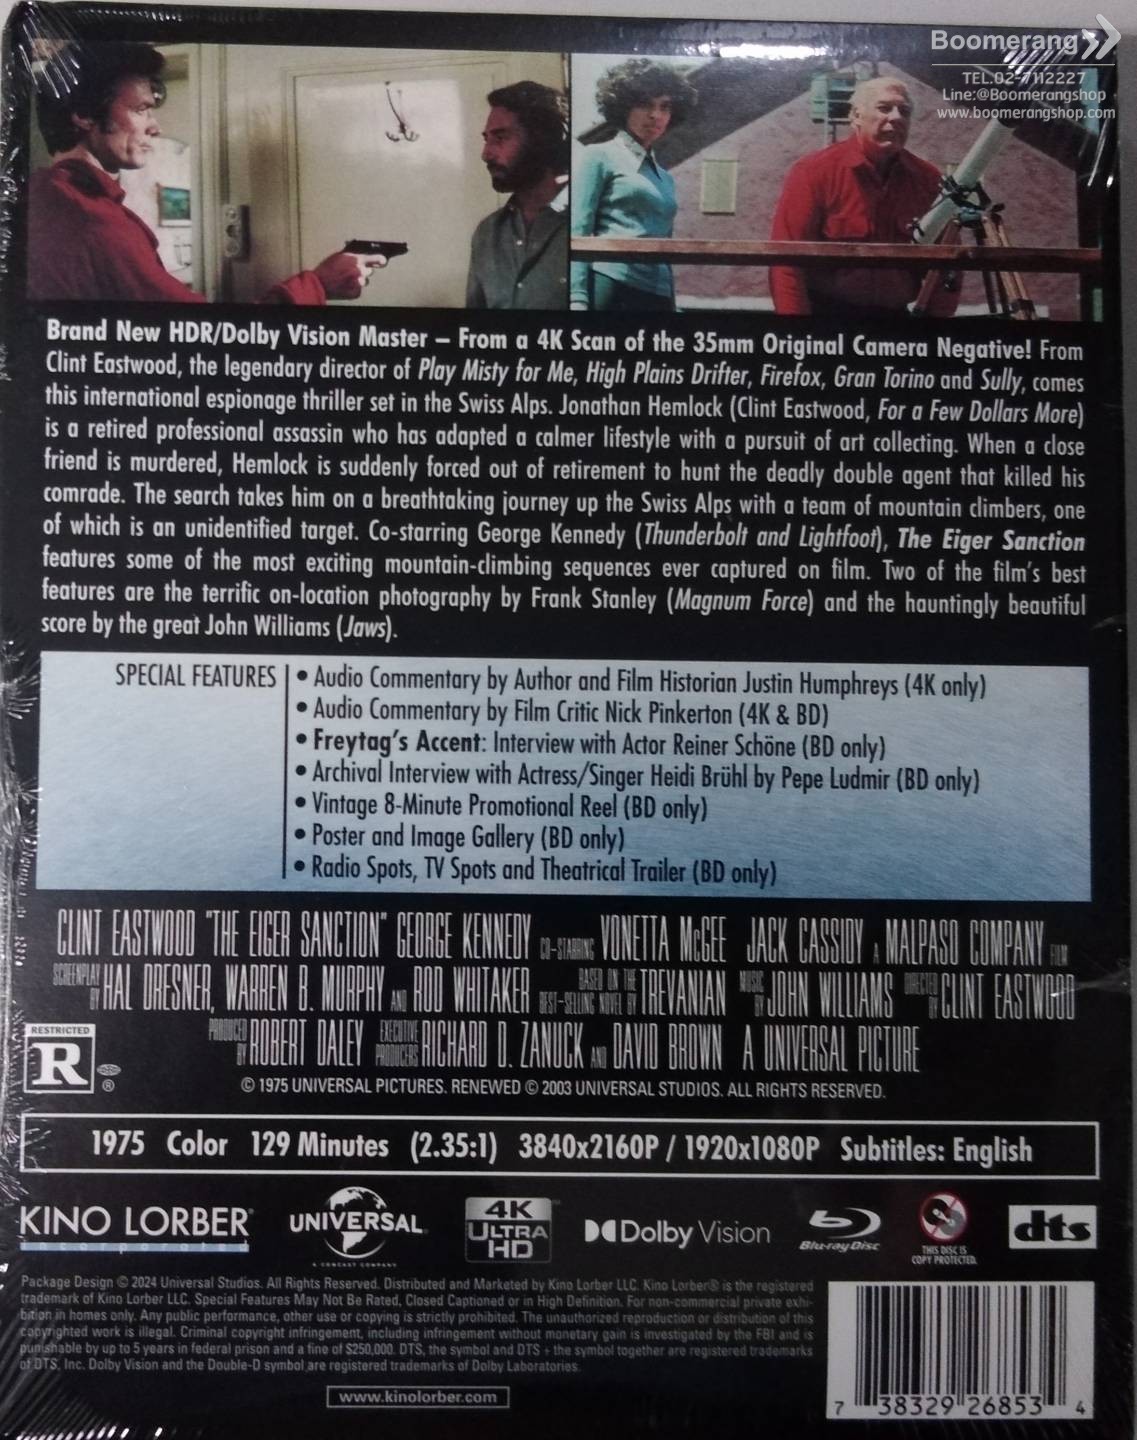 Boomerang
TEL.02-7112227
Line:@Boomerangshop
www.boomerangshop.com
Brand New HDR/Dolby Vision Master – From a 4K Scan of the 35mm Original Camera Negative! From
Clint Eastwood, the legendary director of Play Misty for Me, High Plains Drifter, Firefox, Gran Torino and Sully, comes
this international espionage thriller set in the Swiss Alps. Jonathan Hemlock (Clint Eastwood, For a Few Dollars More)
is a retired professional assassin who has adapted a calmer lifestyle with a pursuit of art collecting. When a close
friend is murdered, Hemlock is suddenly forced out of retirement to hunt the deadly double agent that killed his
comrade. The search takes him on a breathtaking journey up the Swiss Alps with a team of mountain climbers, one
of which is an unidentified target. Co-starring George Kennedy (Thunderbolt and Lightfoot), The Eiger Sanction
features some of the most exciting mountain-climbing sequences ever captured on film. Two of the film's best
features are the terrific on-location photography by Frank Stanley (Magnum Force) and the hauntingly beautiful
score by the great John Williams (Jaws).
SPECIAL FEATURES
• Audio Commentary by Author and Film Historian Justin Humphreys (4K only)
• Audio Commentary by Film Critic Nick Pinkerton (4K & BD)
• Freytag's Accent: Interview with Actor Reiner Schöne (BD only)
• Archival Interview with Actress/Singer Heidi Brühl by Pepe Ludmir (BD only)
• Vintage 8-Minute Promotional Reel (BD only)
• Poster and Image Gallery (BD only)
• Radio Spots, TV Spots and Theatrical Trailer (BD only)
CLINT EASTWOOD "THE EIGER SANCTION" GEORGE KENNEDY CO-STARRING VONETTA McGEE JACK CASSIDY A MALPASO COMPANY FILM
SCREENPLAY BY HAL DRESNER, WARREN B. MURPHY AND ROD WHITAKER BASED ON THE BEST-SELLING NOVEL BY TREVANIAN MUSIC BY JOHN WILLIAMS DIRECTED BY CLINT EASTWOOD
PRODUCED BY ROBERT DALEY EXECUTIVE PRODUCERS RICHARD D. ZANUCK AND DAVID BROWN A UNIVERSAL PICTURE
RESTRICTED
R ®
© 1975 UNIVERSAL PICTURES. RENEWED © 2003 UNIVERSAL STUDIOS. ALL RIGHTS RESERVED.
1975 Color 129 Minutes (2.35:1) 3840x2160P / 1920x1080P Subtitles: English
KINO LORBER
incorporated
UNIVERSAL
A COMCAST COMPANY
4K
ULTRA
HD
Dolby Vision
Blu-ray Disc
THIS DISC IS
COPY PROTECTED
dts
Package Design © 2024 Universal Studios. All Rights Reserved. Distributed and Marketed by Kino Lorber LLC. Kino Lorber® is the registered
trademark of Kino Lorber LLC. Special Features May Not Be Rated, Closed Captioned or in High Definition. For non-commercial private exhi-
bition in homes only. Any public performance, other use or copying is strictly prohibited. The unauthorized reproduction or distribution of this
copyrighted work is illegal. Criminal copyright infringement, including infringement without monetary gain is investigated by the FBI and is
punishable by up to 5 years in federal prison and a fine of $250,000. DTS, the symbol and DTS + the symbol together are registered trademarks
of DTS, Inc. Dolby Vision and the Double-D symbol are registered trademarks of Dolby Laboratories.
www.kinolorber.com
7 38329 26853 4